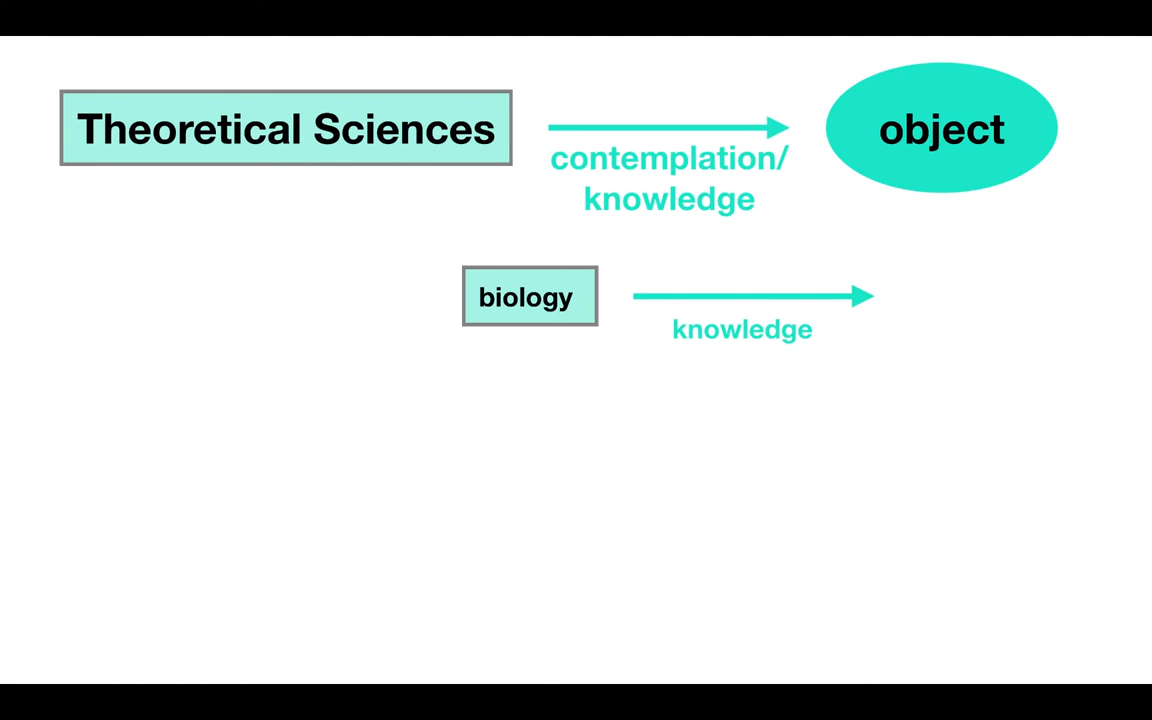 Theoretical Sciences
contemplation/
knowledge
object
biology
knowledge